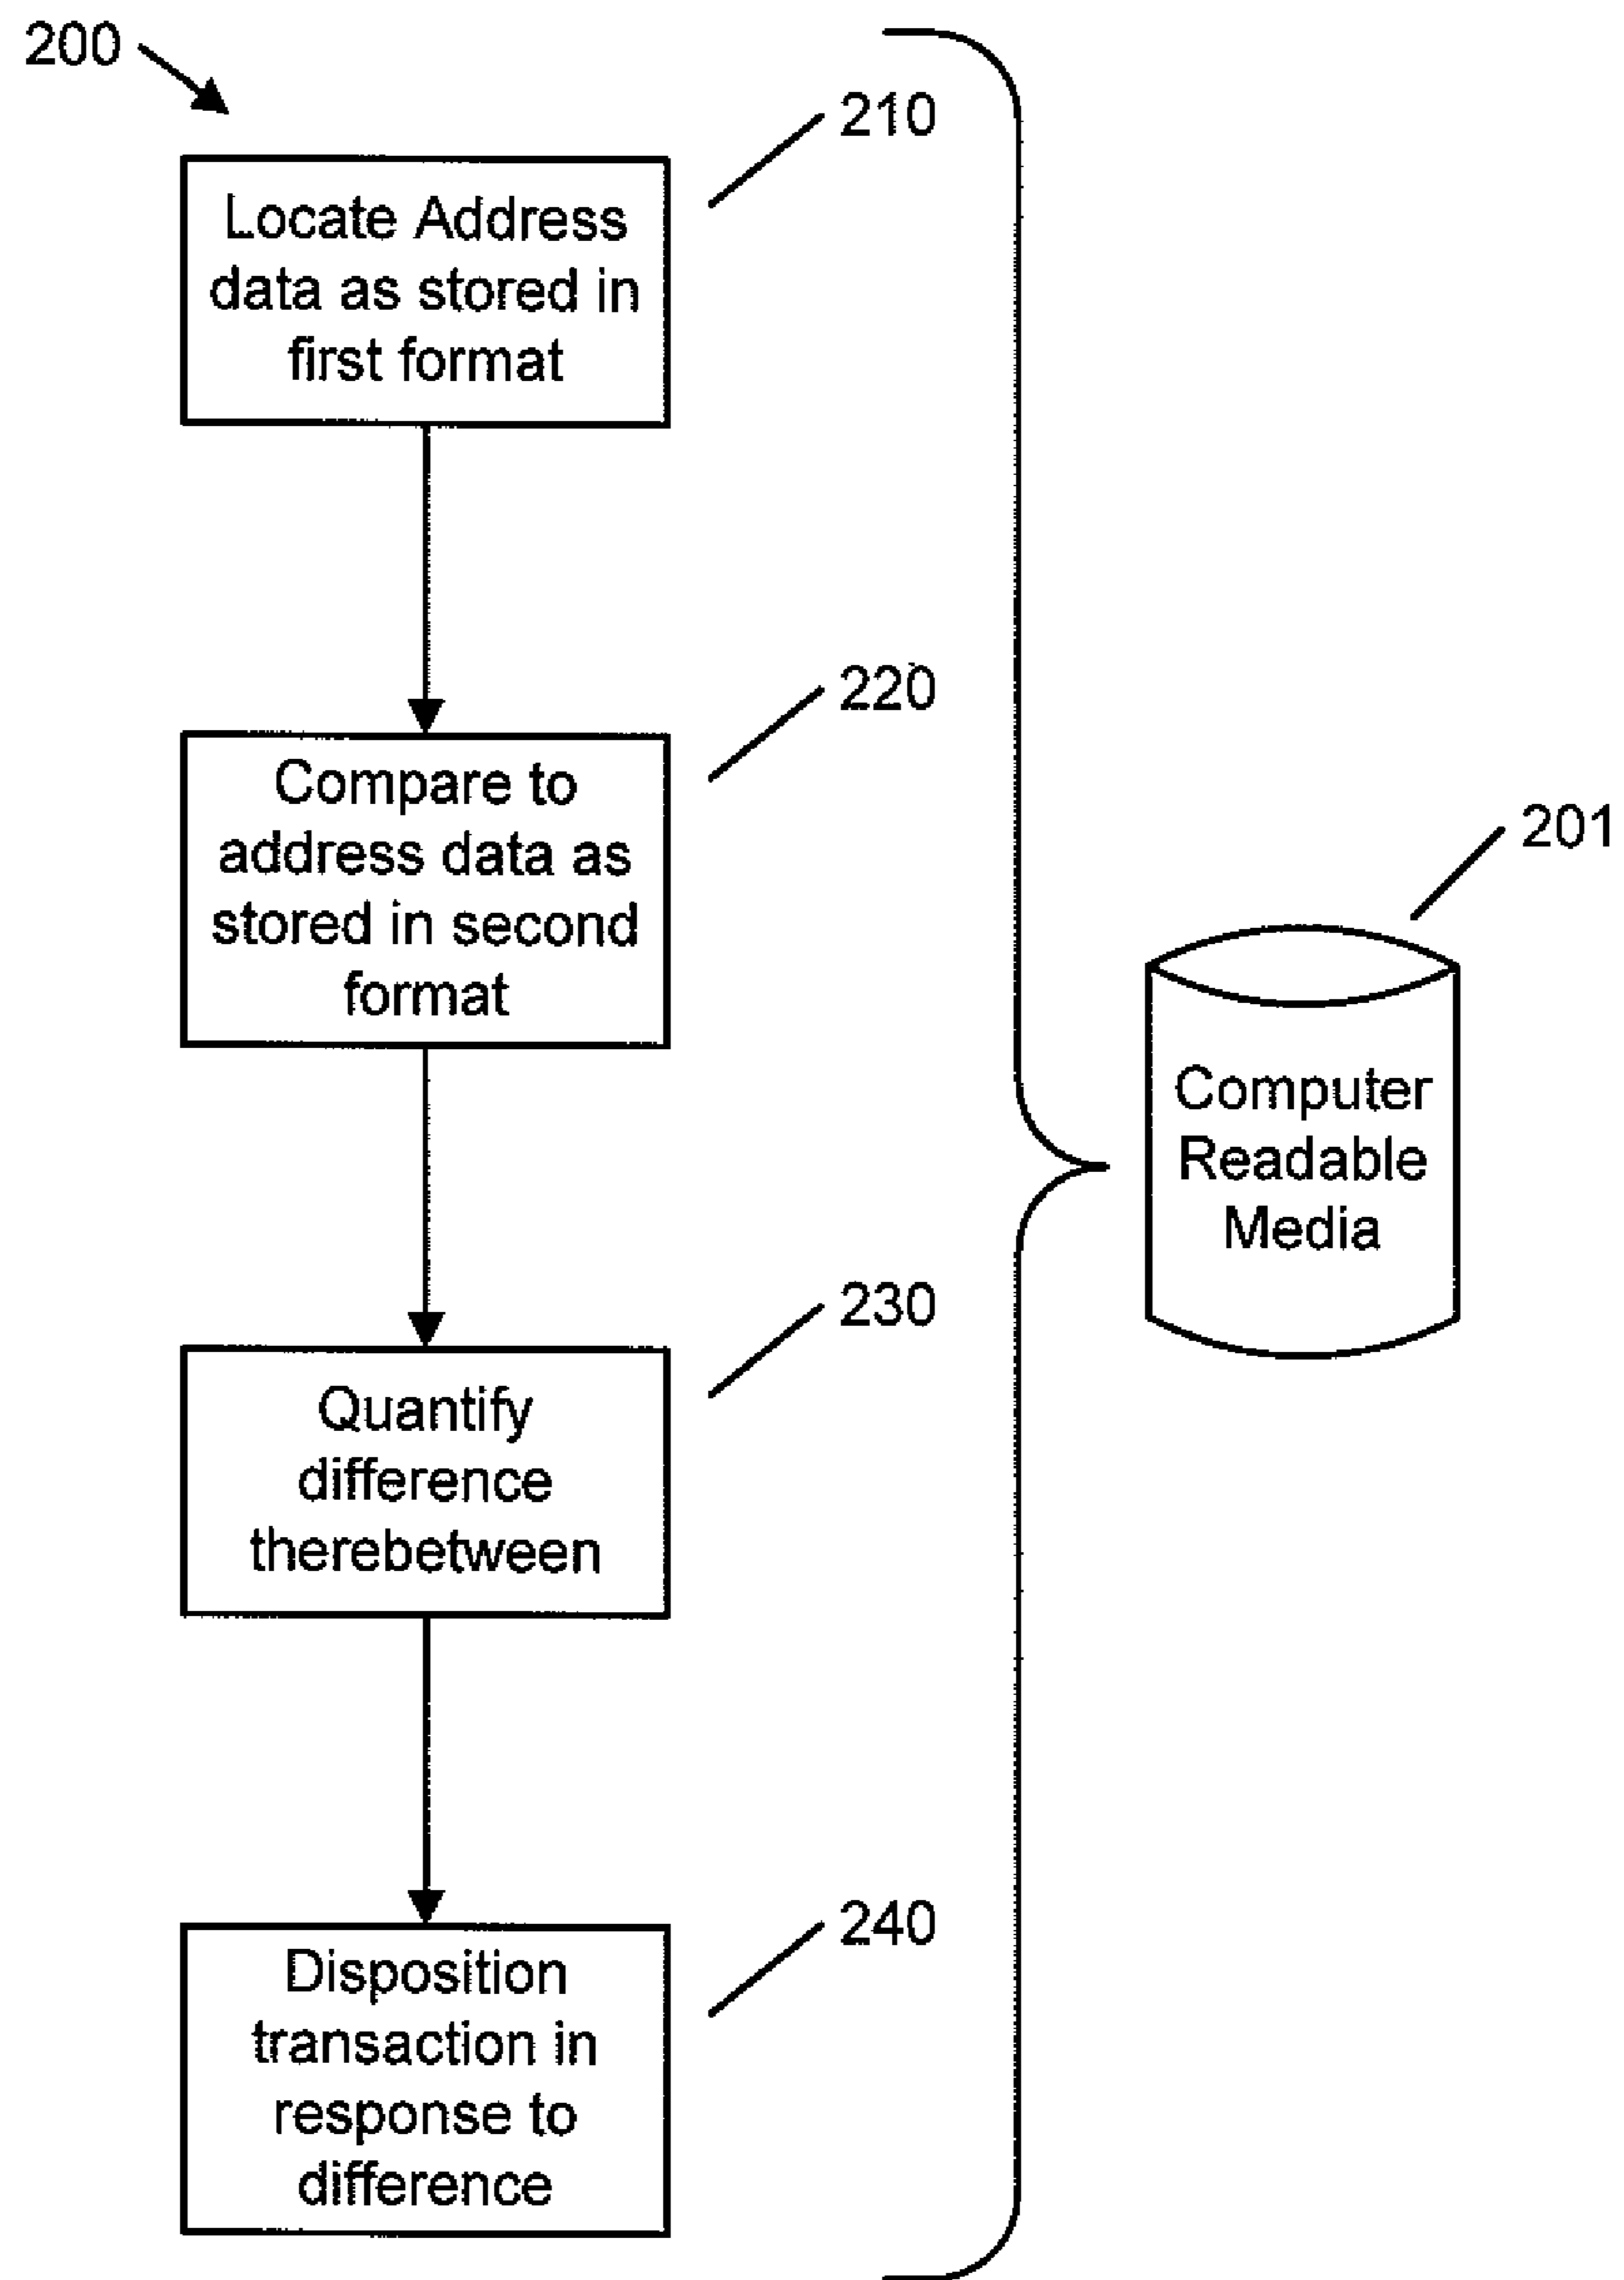 200
210
Locate Address
data as stored in
first format
220
Compare to
address data as
stored in second
format
201
Computer
Readable
Media
230
Quantify
difference
therebetween
240
Disposition
transaction in
response to
difference